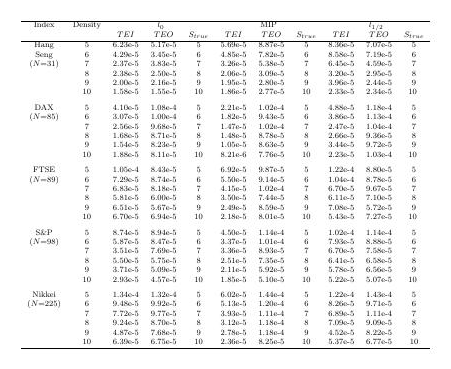 Index Density l0 MIP l1/2
TEI TEO Strue TEI TEO Strue TEI TEO Strue
Hang 5 6.23e-5 5.17e-5 5 5.69e-5 8.87e-5 5 8.36e-5 7.07e-5 5
Seng 6 4.29e-5 3.45e-5 6 4.85e-5 7.82e-5 6 8.58e-5 7.19e-5 6
(N=31) 7 2.37e-5 3.83e-5 7 3.26e-5 5.38e-5 7 6.45e-5 4.59e-5 7
8 2.38e-5 2.50e-5 8 2.06e-5 3.09e-5 8 3.20e-5 2.95e-5 8
9 2.00e-5 2.16e-5 9 1.95e-5 2.80e-5 9 3.96e-5 2.44e-5 9
10 1.58e-5 1.55e-5 10 1.86e-5 2.77e-5 10 2.33e-5 2.34e-5 10
DAX 5 4.10e-5 1.08e-4 5 2.21e-5 1.02e-4 5 4.88e-5 1.18e-4 5
(N=85) 6 3.07e-5 1.00e-4 6 1.82e-5 9.43e-5 6 3.86e-5 1.13e-4 6
7 2.56e-5 9.68e-5 7 1.47e-5 1.02e-4 7 2.47e-5 1.04e-4 7
8 1.68e-5 8.71e-5 8 1.48e-5 8.78e-5 8 2.66e-5 9.36e-5 8
9 1.54e-5 8.23e-5 9 1.05e-5 8.63e-5 9 3.44e-5 9.72e-5 9
10 1.88e-5 8.11e-5 10 8.21e-6 7.76e-5 10 2.23e-5 1.03e-4 10
FTSE 5 1.05e-4 8.43e-5 5 6.92e-5 9.87e-5 5 1.22e-4 8.80e-5 5
(N=89) 6 7.29e-5 8.74e-5 6 5.50e-5 9.14e-5 6 1.04e-4 8.78e-5 6
7 6.83e-5 8.18e-5 7 4.15e-5 1.02e-4 7 6.70e-5 9.67e-5 7
8 5.81e-5 6.00e-5 8 3.50e-5 7.44e-5 8 6.11e-5 7.10e-5 8
9 6.51e-5 5.67e-5 9 2.49e-5 8.59e-5 9 7.08e-5 5.72e-5 9
10 6.70e-5 6.94e-5 10 2.18e-5 8.01e-5 10 5.43e-5 7.27e-5 10
S&P 5 8.74e-5 8.94e-5 5 4.50e-5 1.14e-4 5 1.02e-4 1.14e-4 5
(N=98) 6 5.87e-5 8.47e-5 6 3.37e-5 1.01e-4 6 7.93e-5 8.88e-5 6
7 3.51e-5 7.69e-5 7 3.36e-5 8.93e-5 7 6.70e-5 7.58e-5 7
8 5.50e-5 5.75e-5 8 2.51e-5 7.35e-5 8 6.41e-5 6.58e-5 8
9 3.71e-5 5.09e-5 9 2.11e-5 5.92e-5 9 5.78e-5 6.56e-5 9
10 2.93e-5 4.57e-5 10 1.85e-5 5.10e-5 10 5.22e-5 5.07e-5 10
Nikkei 5 1.34e-4 1.32e-4 5 6.02e-5 1.44e-4 5 1.22e-4 1.43e-4 5
(N=225) 6 9.48e-5 9.92e-5 6 5.13e-5 1.20e-4 6 8.26e-5 9.71e-5 6
7 7.72e-5 9.77e-5 7 3.93e-5 1.11e-4 7 6.89e-5 1.11e-4 7
8 9.24e-5 8.70e-5 8 3.12e-5 1.18e-4 8 7.09e-5 9.09e-5 8
9 4.87e-5 7.68e-5 9 2.78e-5 1.18e-4 9 4.52e-5 8.22e-5 9
10 6.39e-5 6.75e-5 10 2.36e-5 8.25e-5 10 5.37e-5 6.77e-5 10